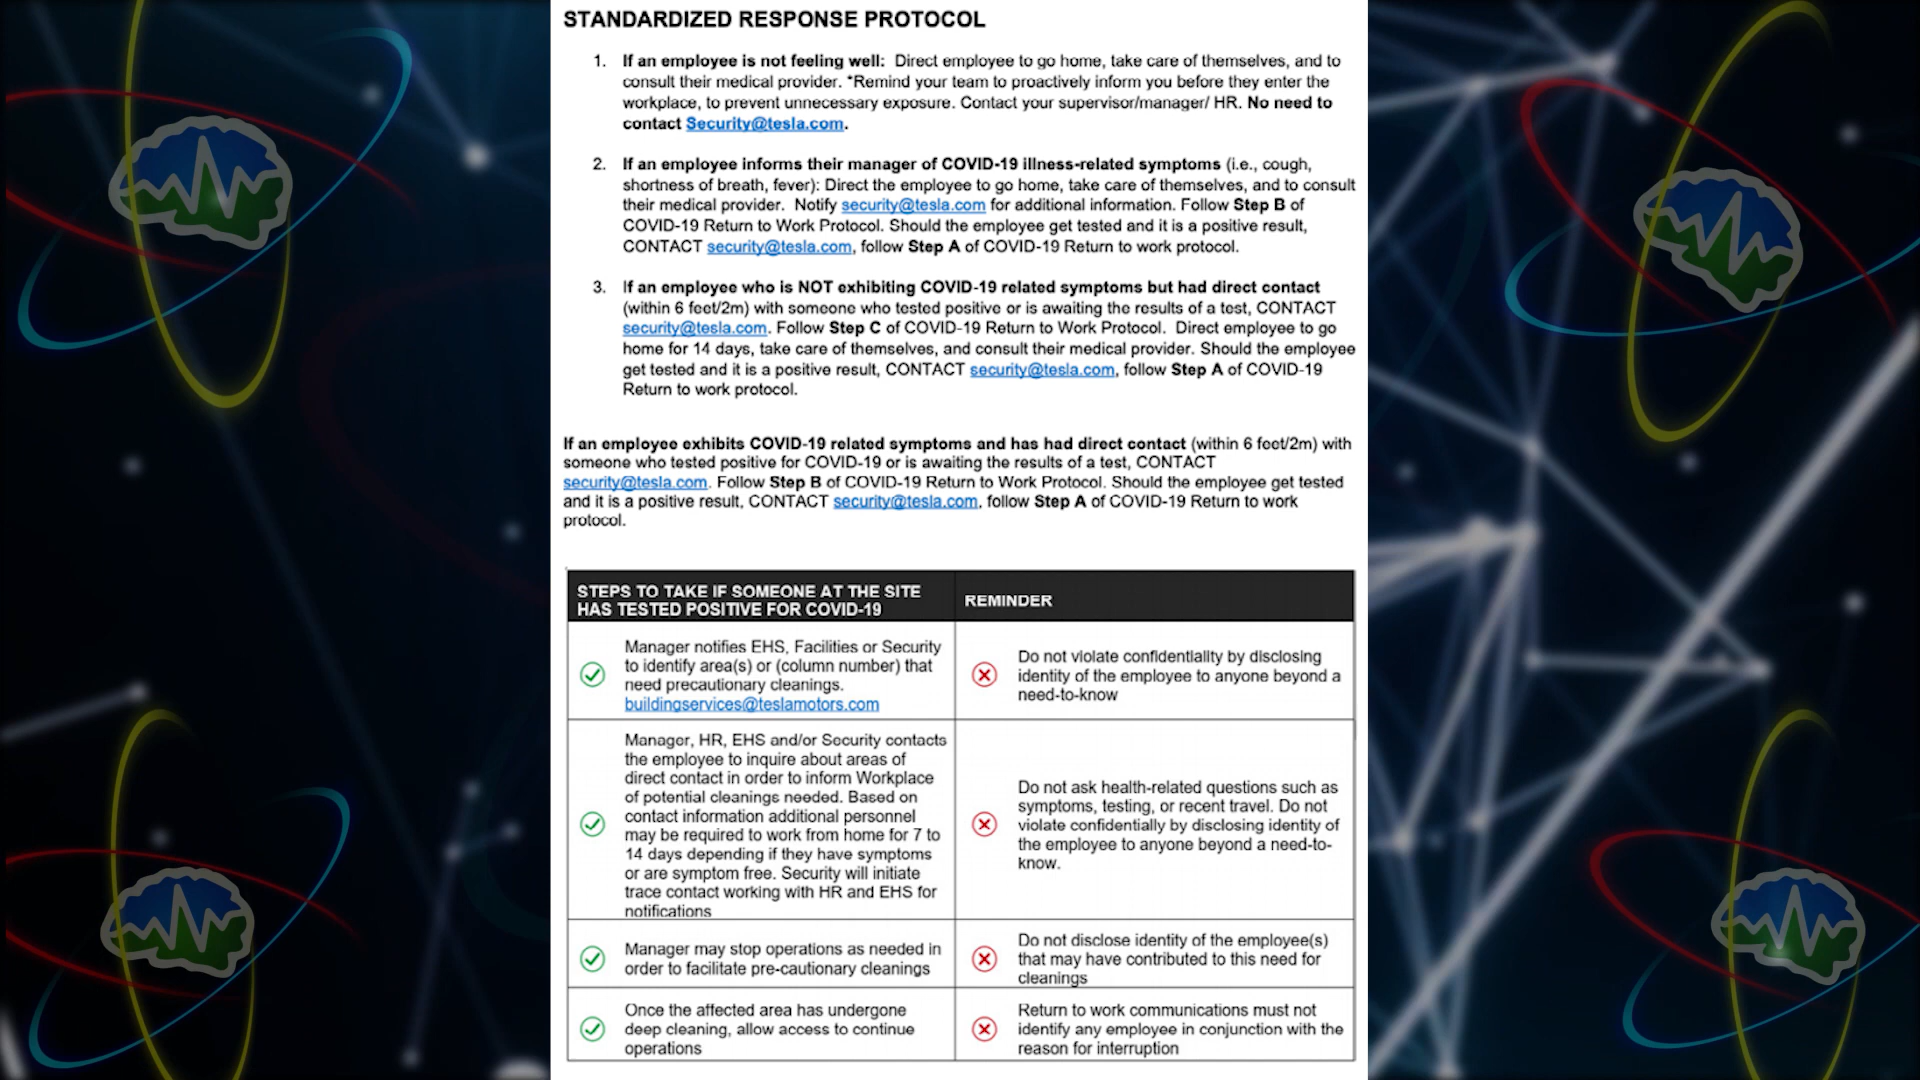 STANDARDIZED RESPONSE PROTOCOL
1. If an employee is not feeling well: Direct employee to go home, take care of themselves, and to
consult their medical provider. *Remind your team to proactively inform you before they enter the
workplace, to prevent unnecessary exposure. Contact your supervisor/manager/ HR. No need to
contact Security@tesla.com.
2. If an employee informs their manager of COVID-19 illness-related symptoms (i.e., cough,
shortness of breath, fever): Direct the employee to go home, take care of themselves, and to consult
their medical provider. Notify security@tesla.com for additional information. Follow Step B of
COVID-19 Return to Work Protocol. Should the employee get tested and it is a positive result,
CONTACT security@tesla.com, follow Step A of COVID-19 Return to work protocol.
3. If an employee who is NOT exhibiting COVID-19 related symptoms but had direct contact
(within 6 feet/2m) with someone who tested positive or is awaiting the results of a test, CONTACT
security@tesla.com. Follow Step C of COVID-19 Return to Work Protocol. Direct employee to go
home for 14 days, take care of themselves, and consult their medical provider. Should the employee
get tested and it is a positive result, CONTACT security@tesla.com, follow Step A of COVID-19
Return to work protocol.
If an employee exhibits COVID-19 related symptoms and has had direct contact (within 6 feet/2m) with
someone who tested positive for COVID-19 or is awaiting the results of a test, CONTACT
security@tesla.com. Follow Step B of COVID-19 Return to Work Protocol. Should the employee get tested
and it is a positive result, CONTACT security@tesla.com, follow Step A of COVID-19 Return to work
protocol.
STEPS TO TAKE IF SOMEONE AT THE SITE
HAS TESTED POSITIVE FOR COVID-19
REMINDER
Manager notifies EHS, Facilities or Security
to identify area(s) or (column number) that
need precautionary cleanings.
buildingservices@teslamotors.com
Do not violate confidentiality by disclosing
identity of the employee to anyone beyond a
need-to-know
Manager, HR, EHS and/or Security contacts
the employee to inquire about areas of
direct contact in order to inform Workplace
of potential cleanings needed. Based on
contact information additional personnel
may be required to work from home for 7 to
14 days depending if they have symptoms
or are symptom free. Security will initiate
trace contact working with HR and EHS for
notifications
Do not ask health-related questions such as
symptoms, testing, or recent travel. Do not
violate confidentially by disclosing identity of
the employee to anyone beyond a need-to-
know.
Manager may stop operations as needed in
order to facilitate pre-cautionary cleanings
Do not disclose identity of the employee(s)
that may have contributed to this need for
cleanings
Once the affected area has undergone
deep cleaning, allow access to continue
operations
Return to work communications must not
identify any employee in conjunction with the
reason for interruption